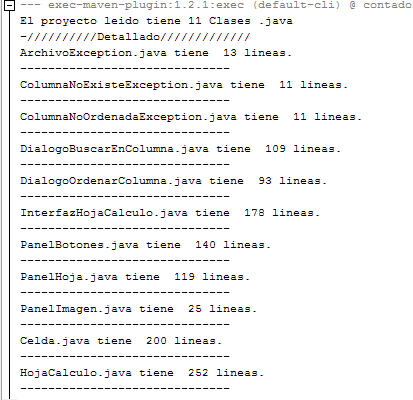 --- exec-maven-plugin:1.2.1:exec (default-cli) @ contado
El proyecto leido tiene 11 Clases .java
-//////////Detallado/////////////
ArchivoException.java tiene  13 lineas.
------------------------------
ColumnaNoExisteException.java tiene  11 lineas.
------------------------------
ColumnaNoOrdenadaException.java tiene  11 lineas.
------------------------------
DialogoBuscarEnColumna.java tiene  109 lineas.
------------------------------
DialogoOrdenarColumna.java tiene  93 lineas.
------------------------------
InterfazHojaCalculo.java tiene  178 lineas.
------------------------------
PanelBotones.java tiene  140 lineas.
------------------------------
PanelHoja.java tiene  119 lineas.
------------------------------
PanelImagen.java tiene  25 lineas.
------------------------------
Celda.java tiene  200 lineas.
------------------------------
HojaCalculo.java tiene  252 lineas.
------------------------------